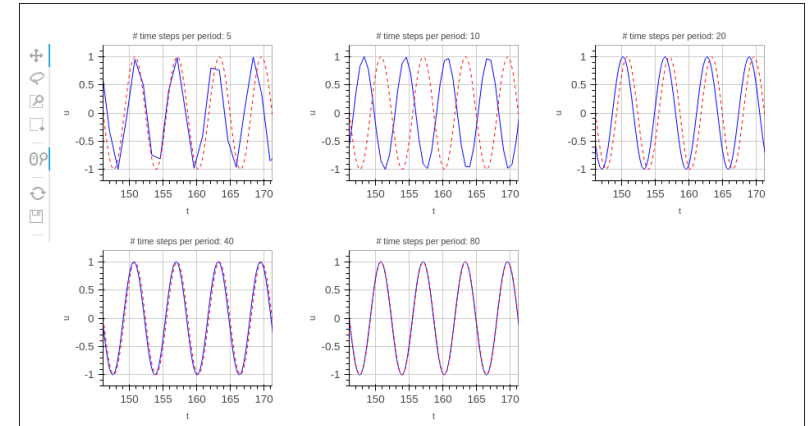 # time steps per period: 5
1
0.5
0
-0.5
-1
u
150 155 160 165 170
t
# time steps per period: 10
1
0.5
0
-0.5
-1
u
150 155 160 165 170
t
# time steps per period: 20
1
0.5
0
-0.5
-1
u
150 155 160 165 170
t
# time steps per period: 40
1
0.5
0
-0.5
-1
u
150 155 160 165 170
t
# time steps per period: 80
1
0.5
0
-0.5
-1
u
150 155 160 165 170
t